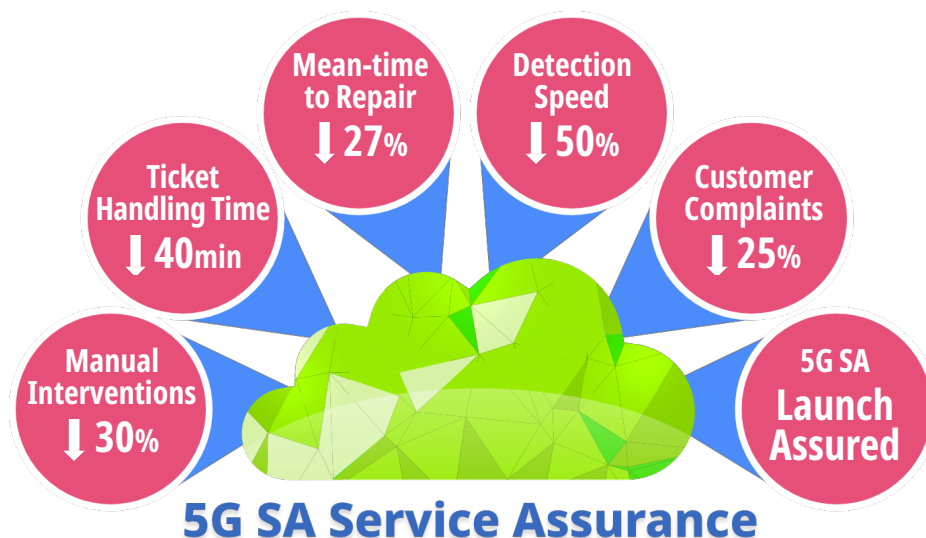 Mean-time
to Repair
⬇ 27%
Detection
Speed
⬇ 50%
Ticket
Handling Time
⬇ 40min
Customer
Complaints
⬇ 25%
Manual
Interventions
⬇ 30%
5G SA
Launch
Assured
5G SA Service Assurance